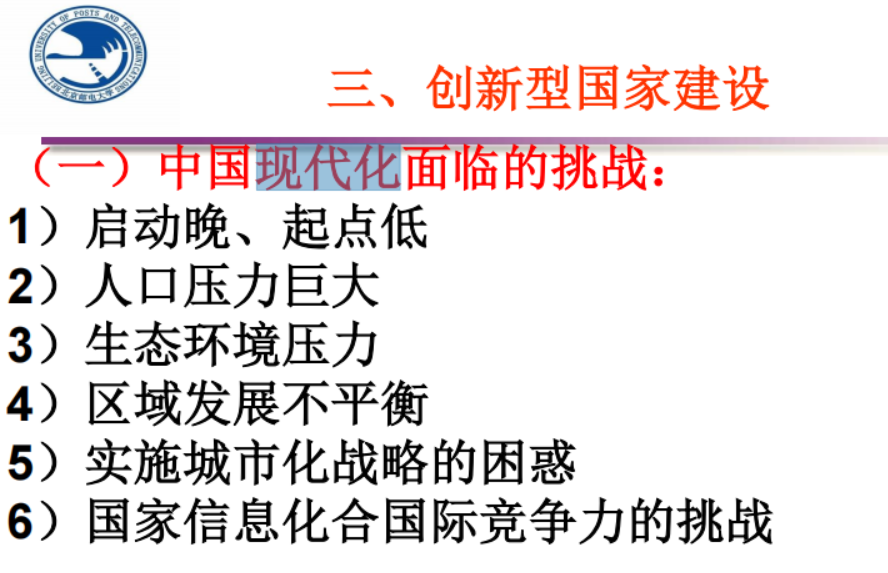 BEIJING UNIVERSITY OF POSTS AND TELECOMMUNICATIONS
北京邮电大学
三、创新型国家建设
（一）中国现代化面临的挑战：
1）启动晚、起点低
2）人口压力巨大
3）生态环境压力
4）区域发展不平衡
5）实施城市化战略的困惑
6）国家信息化合国际竞争力的挑战